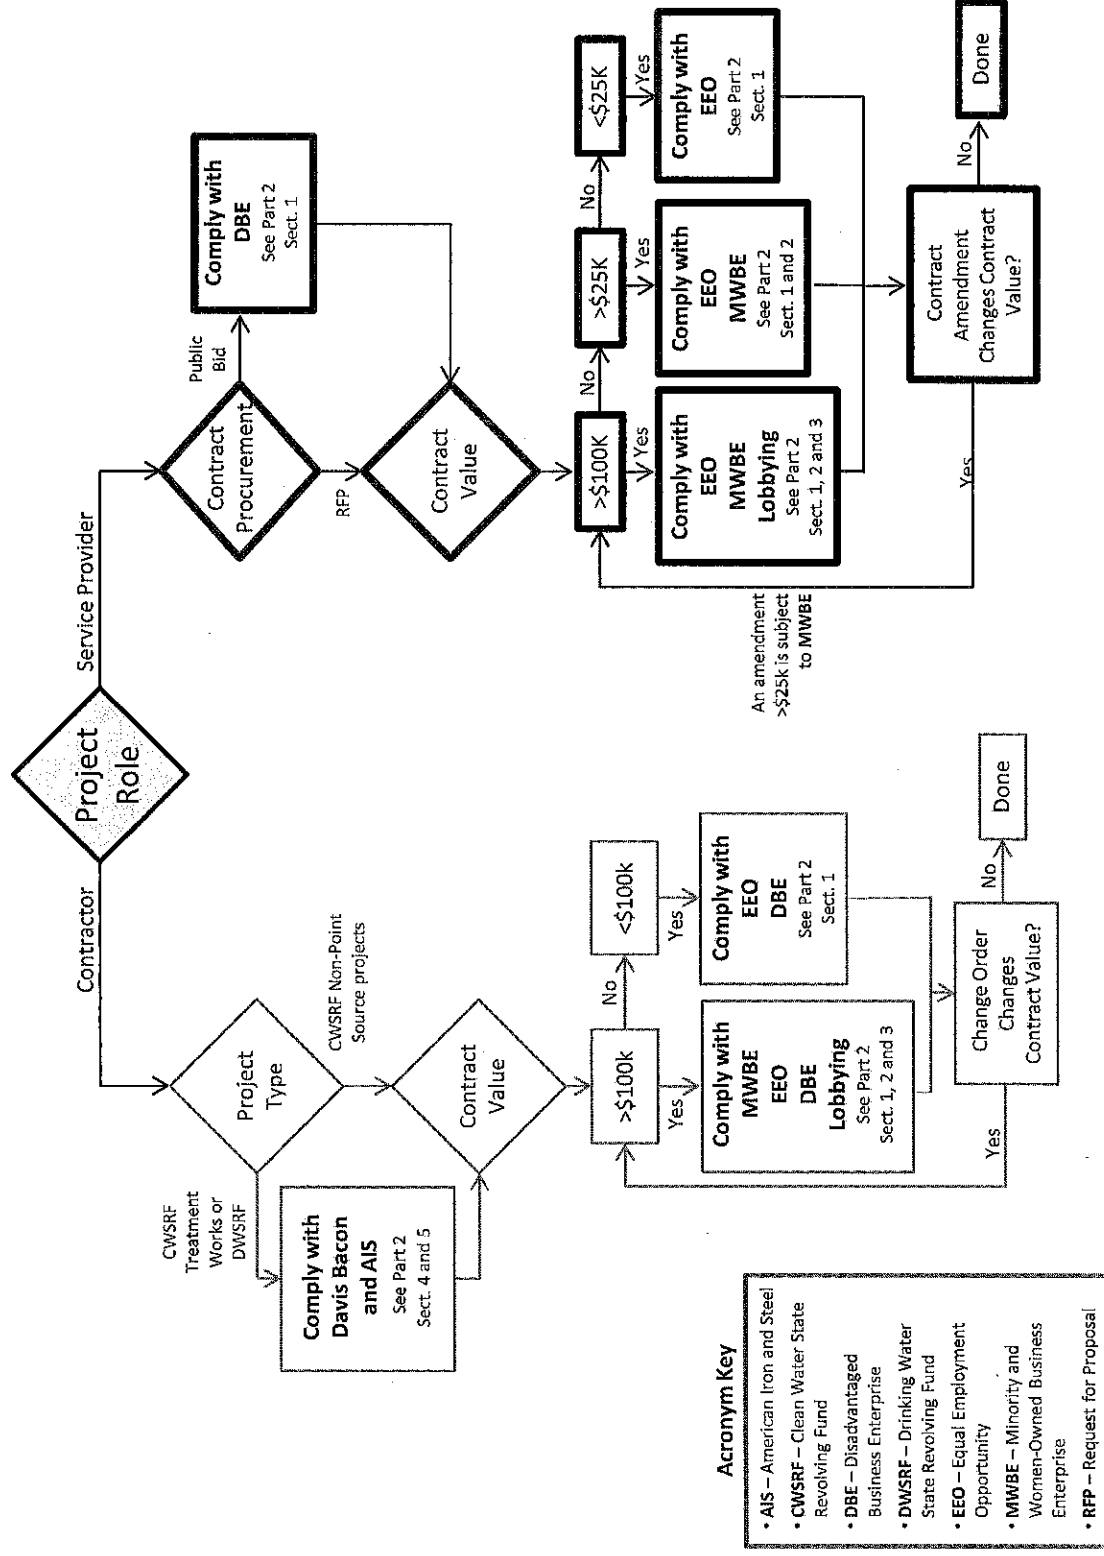 Project
Role
Contractor
Service Provider
Project
Type
CWSRF
Treatment
Works or
DWSRF
CWSRF Non-Point
Source projects
Comply with
Davis Bacon
and AIS
See Part 2
Sect. 4 and 5
Contract
Value
>$100k
No
<$100k
Yes
Yes
Comply with
MWBE
EEO
DBE
Lobbying
See Part 2
Sect. 1, 2 and 3
Comply with
EEO
DBE
See Part 2
Sect. 1
Change Order
Changes
Contract Value?
Yes
No
Done
Contract
Procurement
Public
Bid
Comply with
DBE
See Part 2
Sect. 1
RFP
Contract
Value
>$100K
No
>$25K
No
<$25K
Yes
Yes
Yes
Comply with
EEO
MWBE
Lobbying
See Part 2
Sect. 1, 2 and 3
Comply with
EEO
MWBE
See Part 2
Sect. 1 and 2
Comply with
EEO
See Part 2
Sect. 1
An amendment
>$25k is subject
to MWBE
Contract
Amendment
Changes Contract
Value?
Yes
No
Done
Acronym Key
• AIS – American Iron and Steel
• CWSRF – Clean Water State
Revolving Fund
• DBE – Disadvantaged
Business Enterprise
• DWSRF – Drinking Water
State Revolving Fund
• EEO – Equal Employment
Opportunity
• MWBE – Minority and
Women-Owned Business
Enterprise
• RFP – Request for Proposal